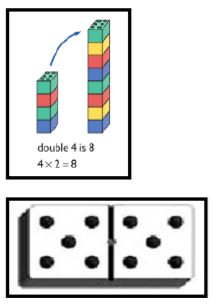 double 4 is 8
4 × 2 = 8